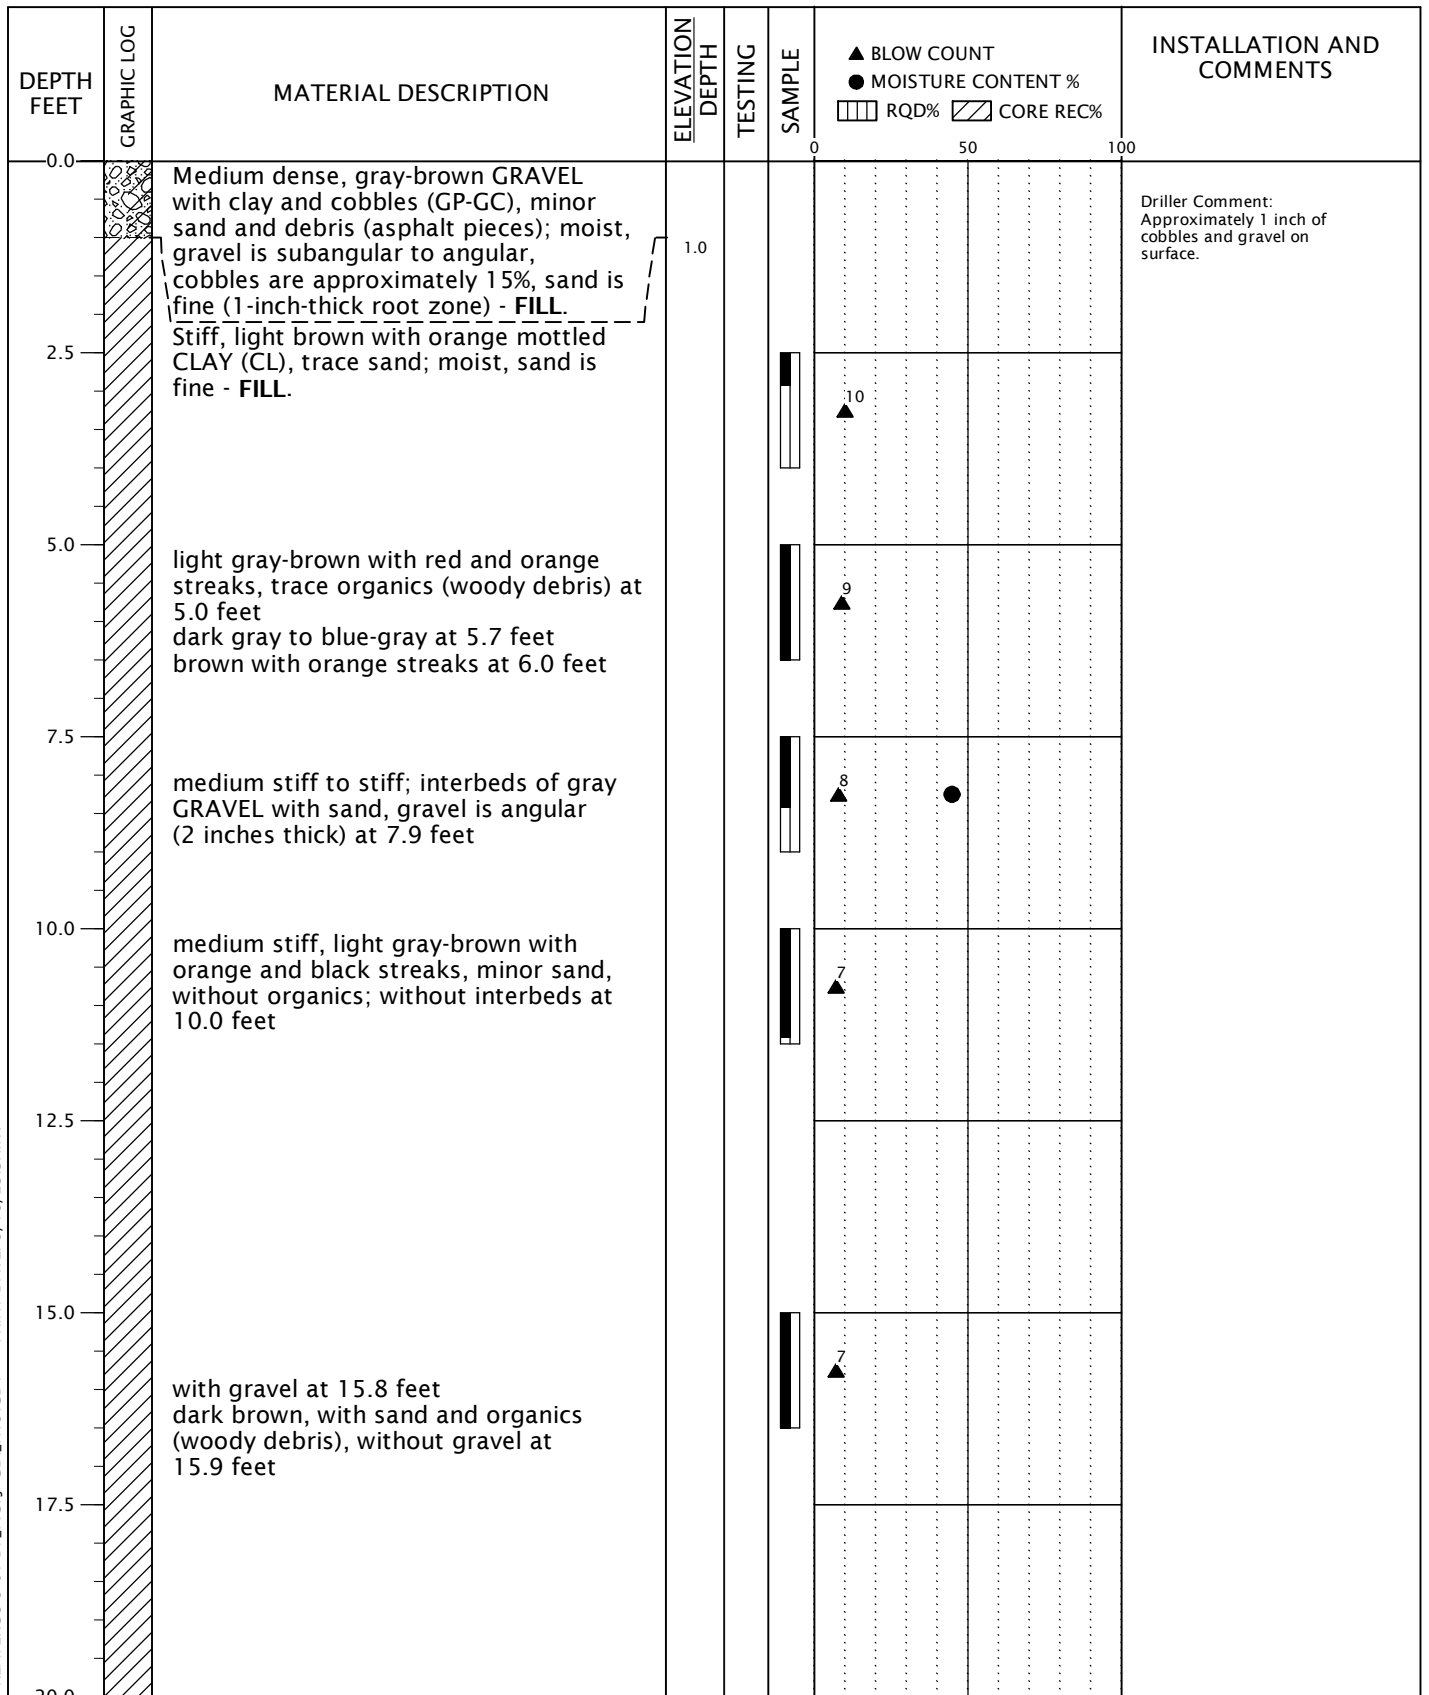 DEPTH
FEET
GRAPHIC LOG
MATERIAL DESCRIPTION
ELEVATION
DEPTH
TESTING
SAMPLE
▲ BLOW COUNT
● MOISTURE CONTENT %
RQD% CORE REC%
INSTALLATION AND
COMMENTS
0 50 100
0.0
Medium dense, gray-brown GRAVEL
with clay and cobbles (GP-GC), minor
sand and debris (asphalt pieces); moist,
gravel is subangular to angular,
cobbles are approximately 15%, sand is
fine (1-inch-thick root zone) - FILL.
1.0
Driller Comment:
Approximately 1 inch of
cobbles and gravel on
surface.
Stiff, light brown with orange mottled
CLAY (CL), trace sand; moist, sand is
fine - FILL.
2.5
10
5.0
light gray-brown with red and orange
streaks, trace organics (woody debris) at
5.0 feet
dark gray to blue-gray at 5.7 feet
brown with orange streaks at 6.0 feet
9
7.5
medium stiff to stiff; interbeds of gray
GRAVEL with sand, gravel is angular
(2 inches thick) at 7.9 feet
8
10.0
medium stiff, light gray-brown with
orange and black streaks, minor sand,
without organics; without interbeds at
10.0 feet
7
12.5
15.0
7
with gravel at 15.8 feet
dark brown, with sand and organics
(woody debris), without gravel at
15.9 feet
17.5